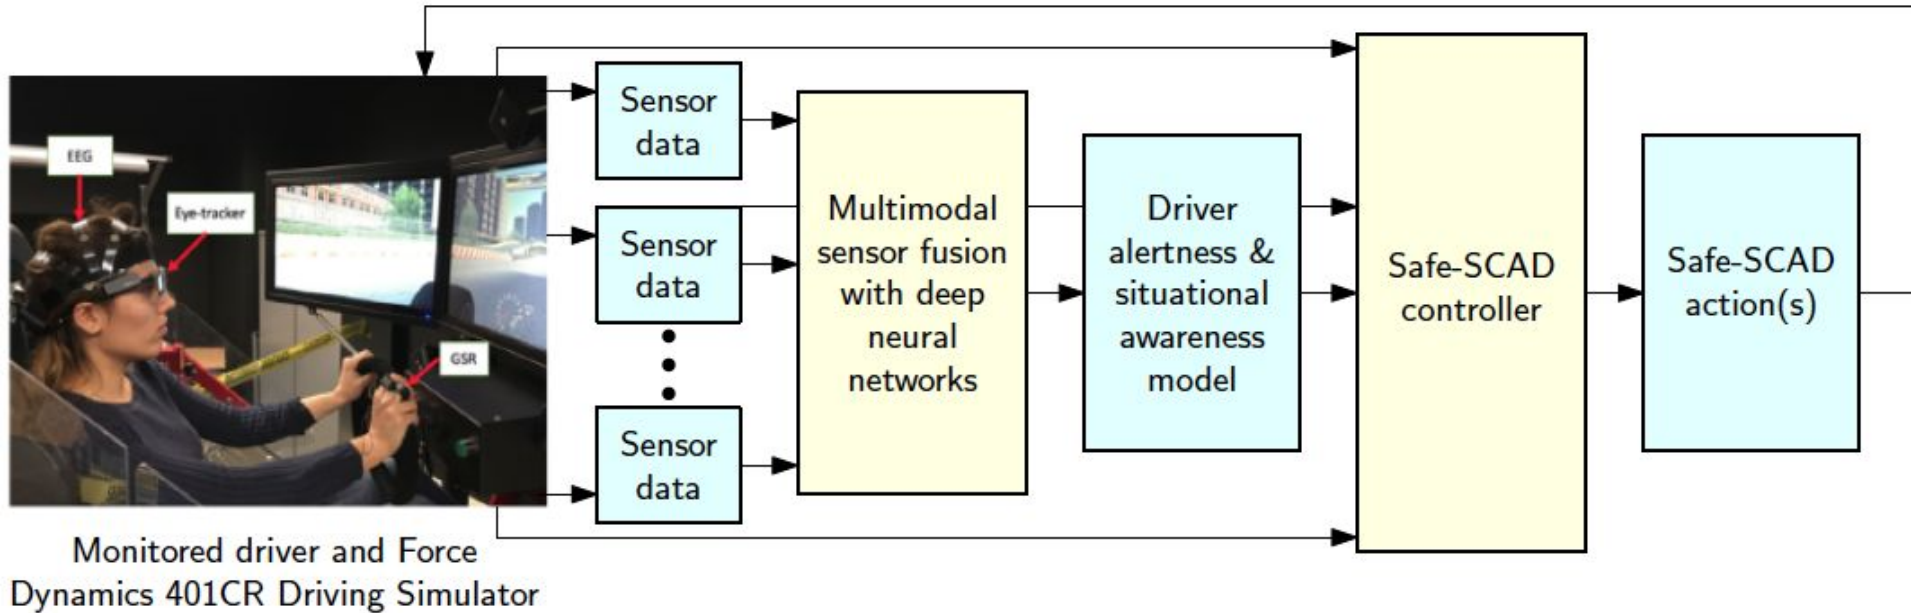 EEG
Eye-tracker
GSR
Monitored driver and Force
Dynamics 401CR Driving Simulator
Sensor
data
Sensor
data
Sensor
data
Multimodal
sensor fusion
with deep
neural
networks
Driver
alertness &
situational
awareness
model
Safe-SCAD
controller
Safe-SCAD
action(s)